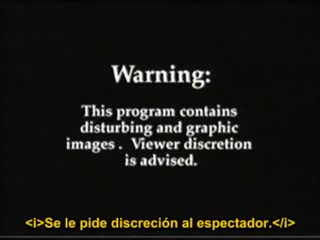 Warning:
This program contains
disturbing and graphic
images . Viewer discretion
is advised.
<i>Se le pide discreción al espectador.</i>